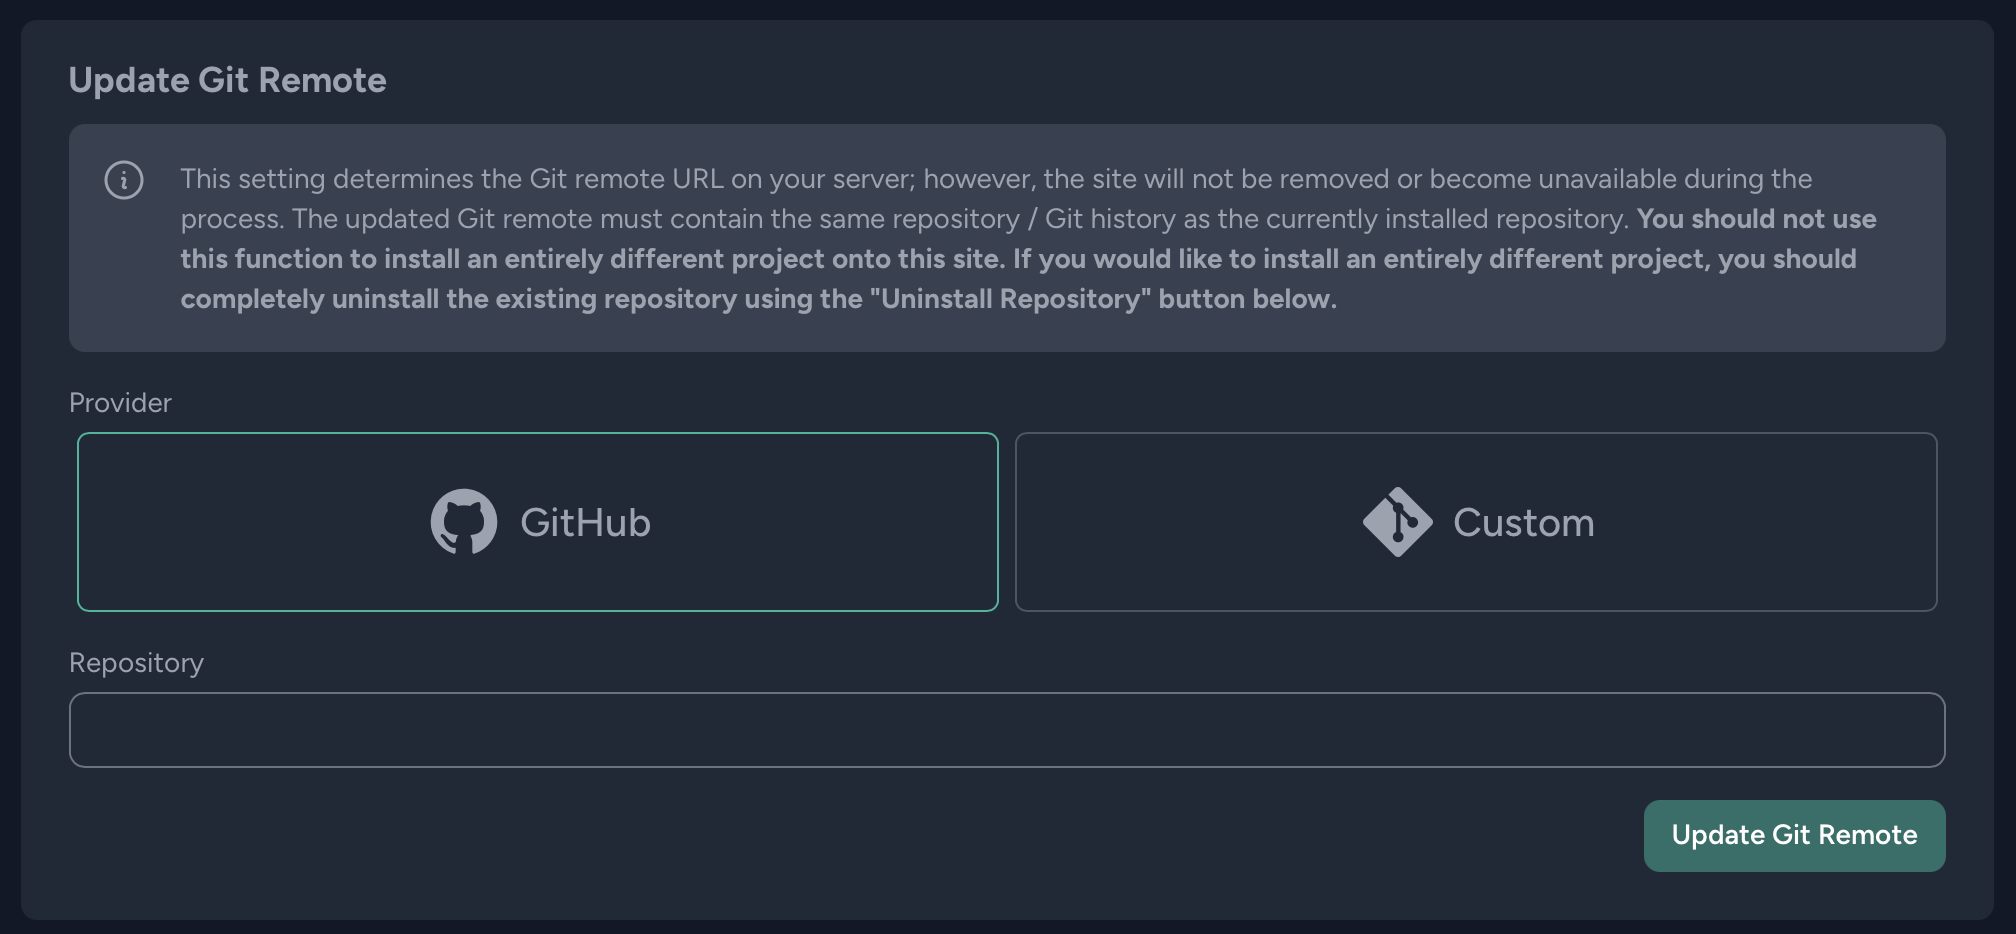 Update Git Remote
This setting determines the Git remote URL on your server; however, the site will not be removed or become unavailable during the
process. The updated Git remote must contain the same repository / Git history as the currently installed repository. You should not use
this function to install an entirely different project onto this site. If you would like to install an entirely different project, you should
completely uninstall the existing repository using the "Uninstall Repository" button below.
Provider
GitHub
Custom
Repository
Update Git Remote